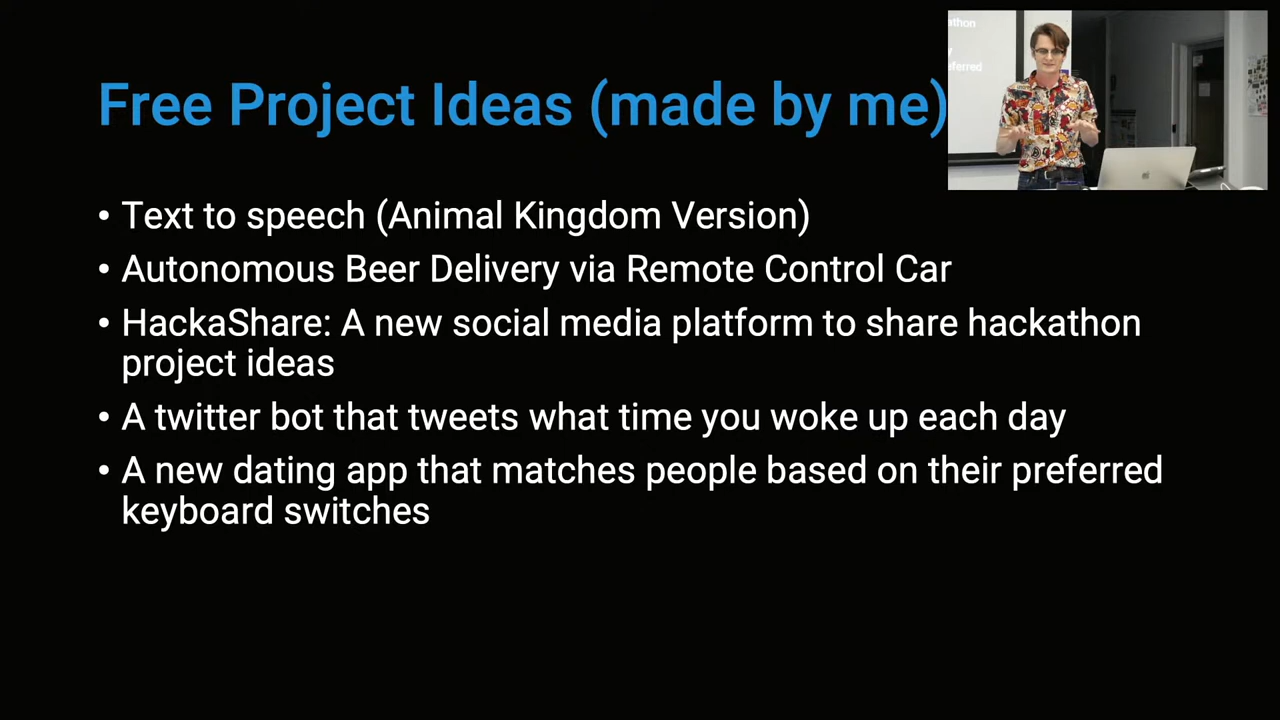 Free Project Ideas (made by me)
• Text to speech (Animal Kingdom Version)
• Autonomous Beer Delivery via Remote Control Car
• HackaShare: A new social media platform to share hackathon
project ideas
• A twitter bot that tweets what time you woke up each day
• A new dating app that matches people based on their preferred
keyboard switches